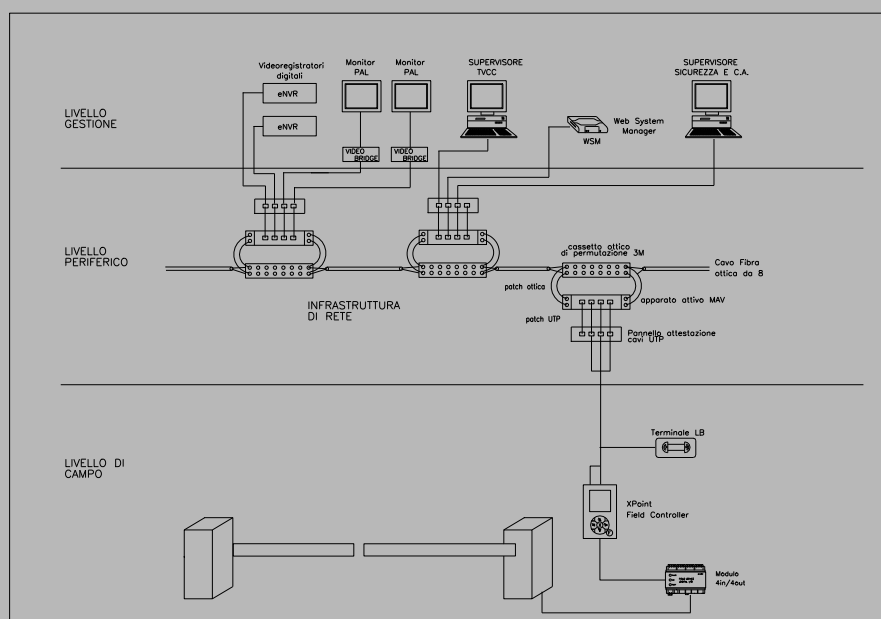 Videoregistratori
digitali
eNVR
eNVR
Monitor
PAL
Monitor
PAL
SUPERVISORE
TVCC
SUPERVISORE
SICUREZZA E C.A.
LIVELLO
GESTIONE
Web System
Manager
WSM
VIDEO
BRIDGE
VIDEO
BRIDGE
LIVELLO
PERIFERICO
cassetto ottico
di permutazione 3M
Cavo Fibra
ottica da 8
patch ottica
INFRASTRUTTURA
DI RETE
apparato attivo MAV
patch UTP
Pannello attestazione
cavi UTP
Terminale LB
LIVELLO DI
CAMPO
XPoint
Field Controller
Modulo
4in/4out